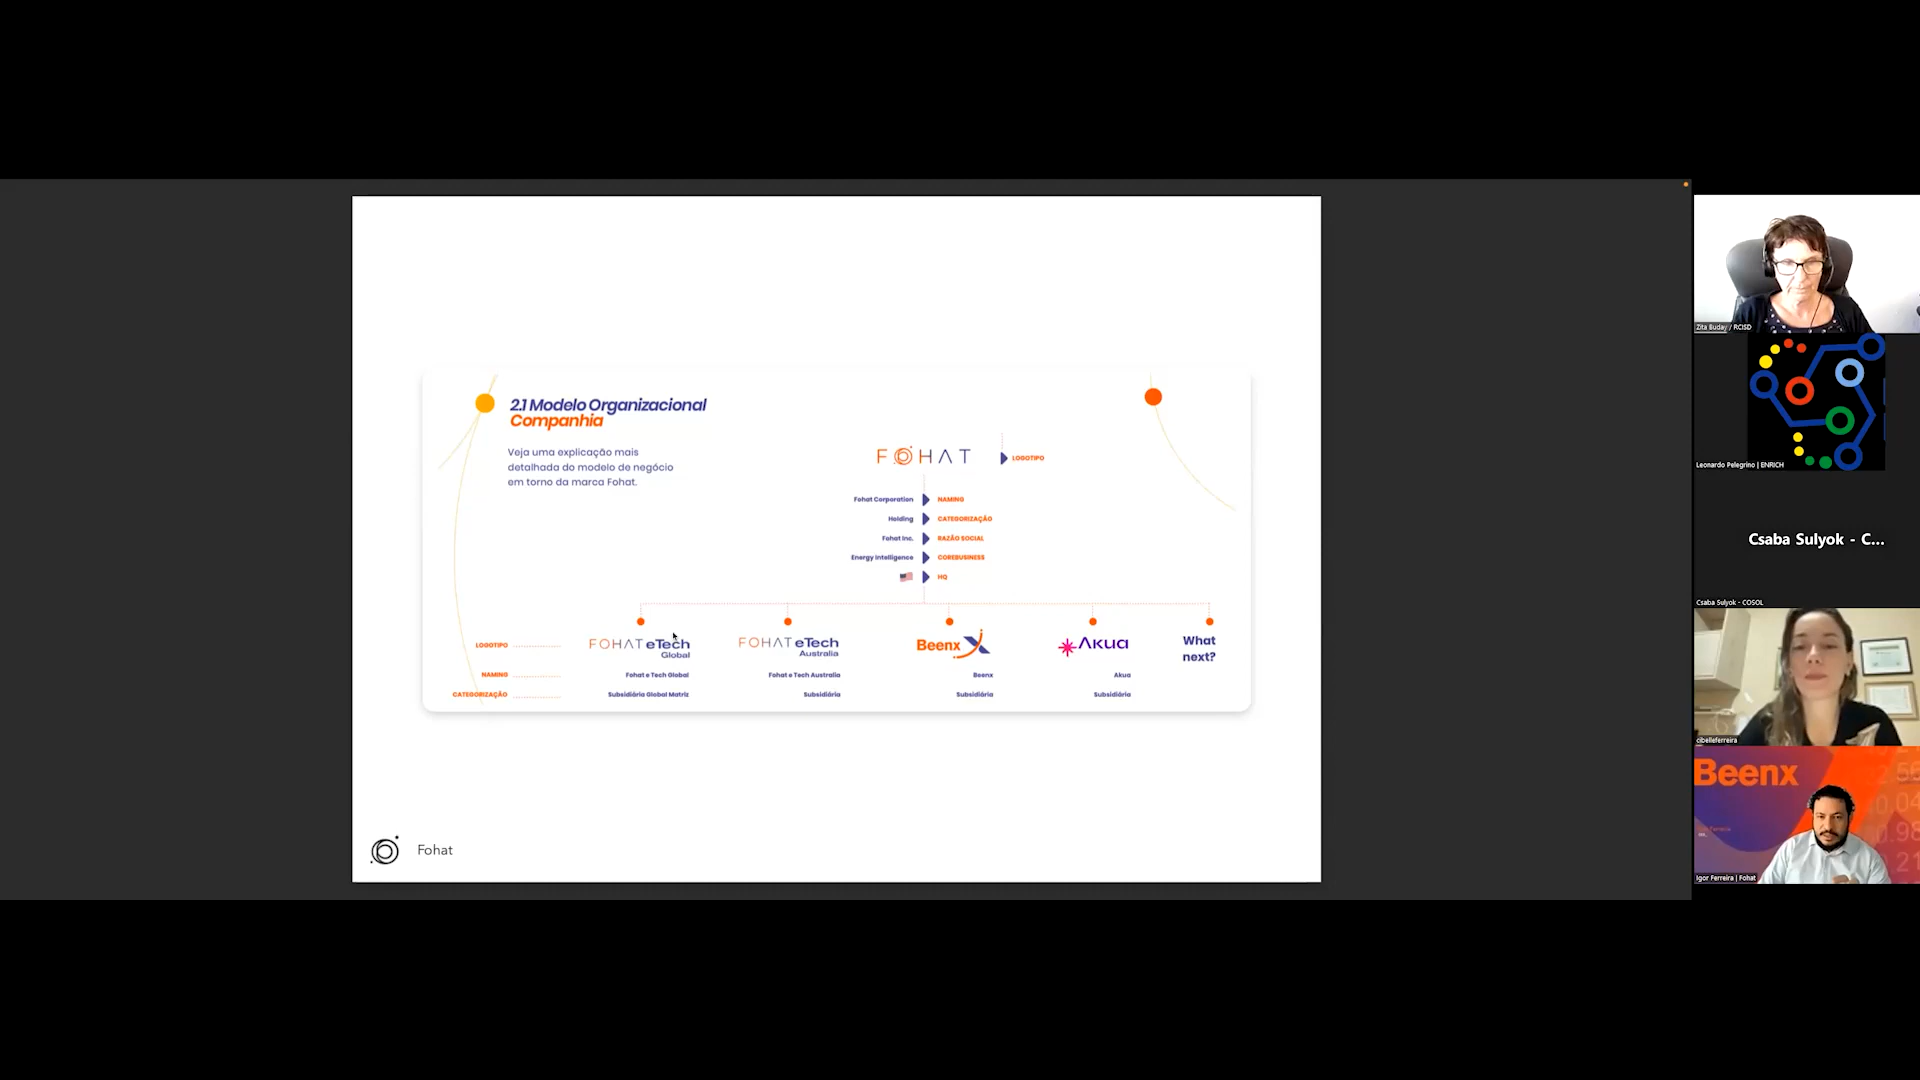 2.1 Modelo Organizacional
Companhia
Veja uma explicação mais
detalhada do modelo de negócio
em torno da marca Fohat.
FOHAT
LOGOTIPO
Fohat Corporation NAMING
Holding CATEGORIZAÇÃO
Fohat Inc. RAZÃO SOCIAL
Energy Intelligence COREBUSINESS
HQ
LOGOTIPO
FOHAT eTech
Global
FOHAT eTech
Australia
Beenx
Akua
What
next?
NAMING Fohat e Tech Global Fohat e Tech Australia Beenx Akua
CATEGORIZAÇÃO Subsidiária Global Matriz Subsidiária Subsidiária Subsidiária
Fohat
Zita Buday / RCISD
Leonardo Pelegrino | ENRICH
Csaba Sulyok - C...
Csaba Sulyok - COSOL
cibelleferreira
Beenx
Igor Ferreira | Fohat